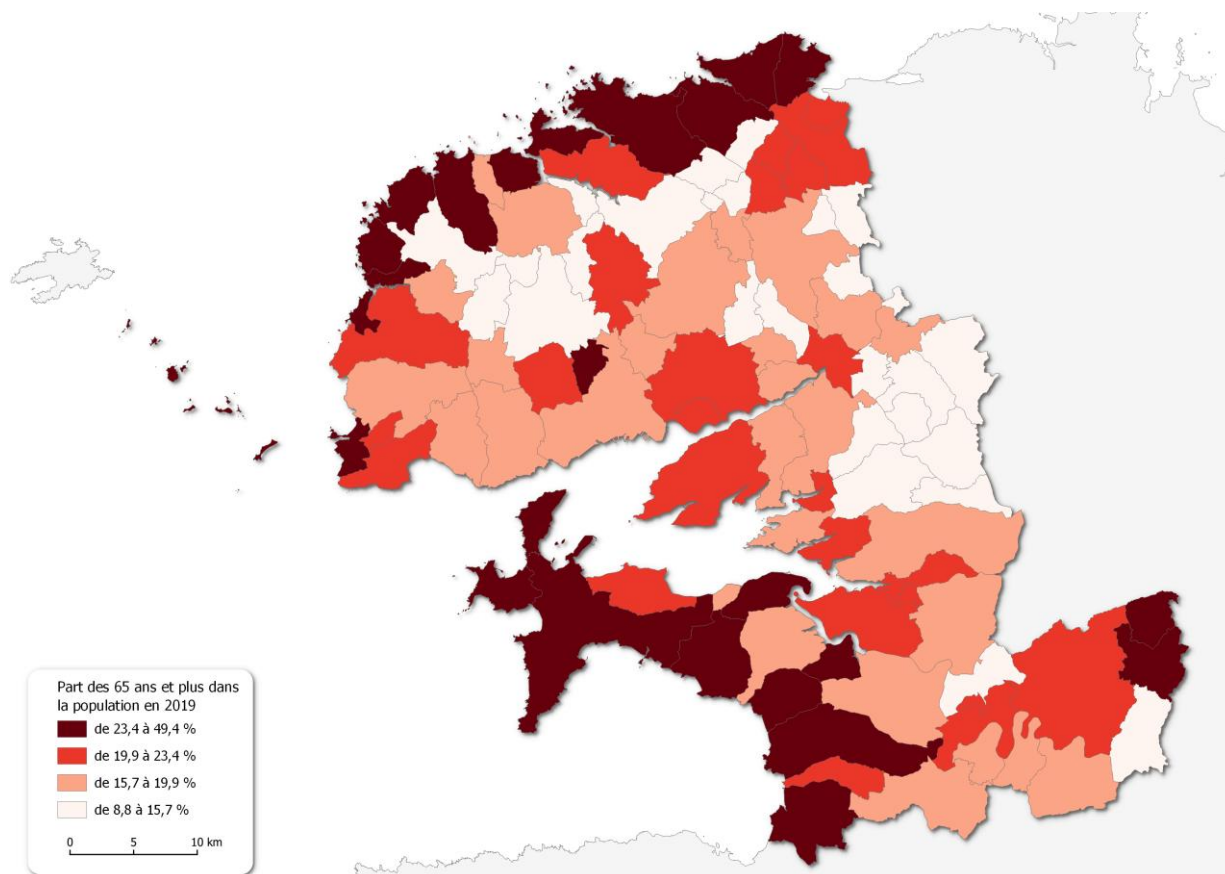 Part des 65 ans et plus dans
la population en 2019
de 23,4 à 49,4 %
de 19,9 à 23,4 %
de 15,7 à 19,9 %
de 8,8 à 15,7 %
0 5 10 km